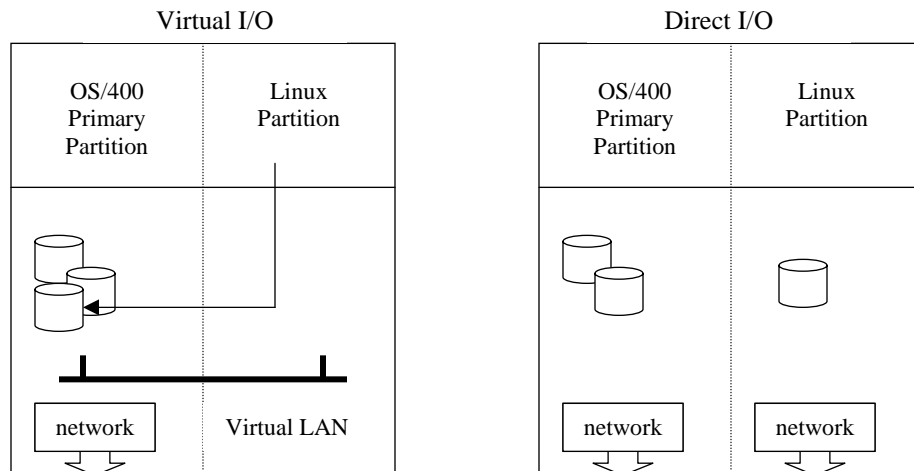 Virtual I/O
OS/400
Primary
Partition
Linux
Partition
network
Virtual LAN
Direct I/O
OS/400
Primary
Partition
Linux
Partition
network
network